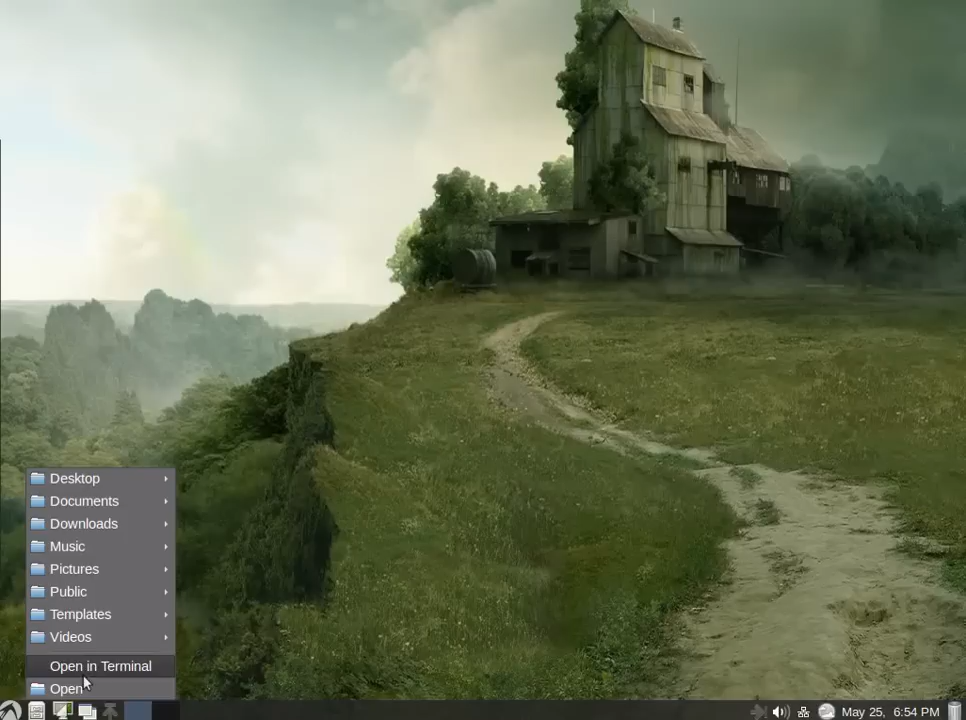 Desktop
Documents
Downloads
Music
Pictures
Public
Templates
Videos
Open in Terminal
Open
May 25, 6:54 PM